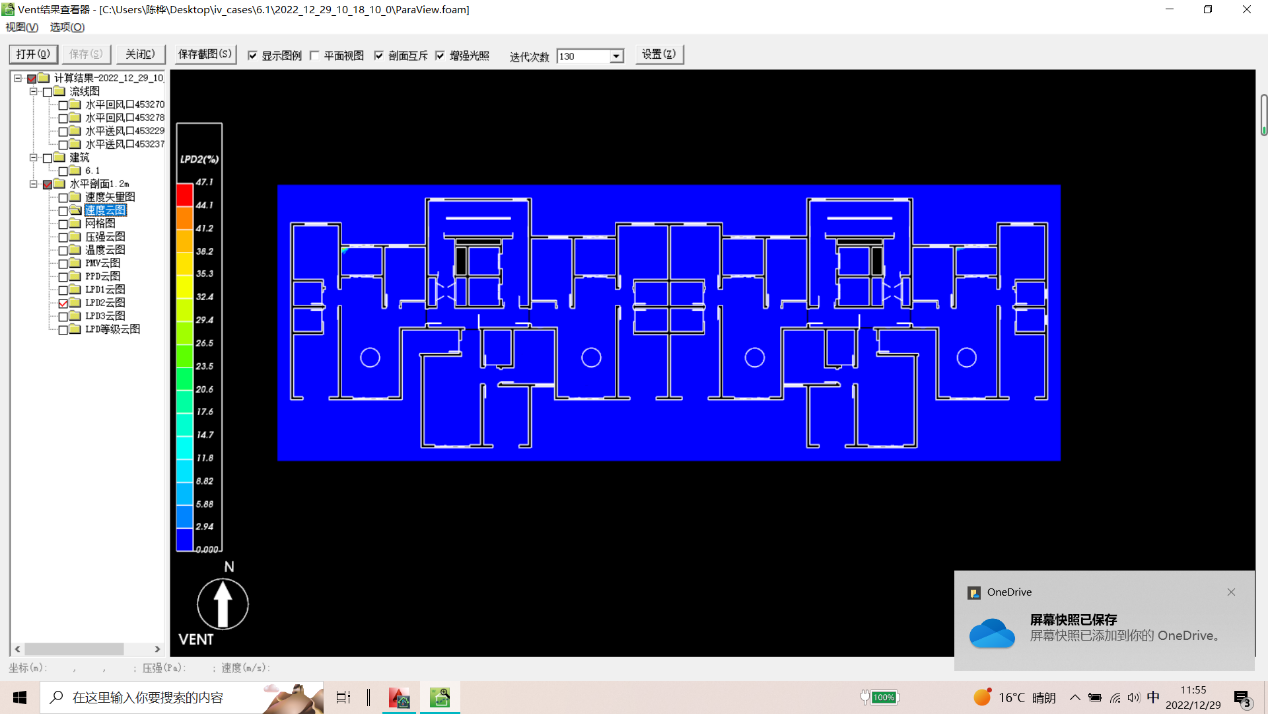 Vent结果查看器 - [C:\Users\陈桦\Desktop\iv_cases\6.1\2022_12_29_10_18_10_0\ParaView.foam]
视图(V) 选项(O)
打开(O) 保存(S) 关闭(C) 保存截图(S) 显示图例 平面视图 剖面互斥 增强光照 迭代次数 130 设置(Z)
计算结果-2022_12_29_10_
流线图
水平回风口453270
水平回风口453278
水平送风口453229
水平送风口453237
建筑
6.1
水平剖面1.2m
速度矢量图
速度云图
网格图
压强云图
温度云图
PMV云图
PPD云图
LPD1云图
LPD2云图
LPD3云图
LPD等级云图
LPD2(%)
47.1
44.1
41.2
38.2
35.3
32.4
29.4
26.5
23.5
20.6
17.6
14.7
11.8
8.82
5.88
2.94
0.000
N
VENT
OneDrive
屏幕快照已保存
屏幕快照已添加到你的 OneDrive。
坐标(m): , , ; 压强(Pa): ; 速度(m/s):
在这里输入你要搜索的内容
100%
16°C 晴朗
中
11:55
2022/12/29
3